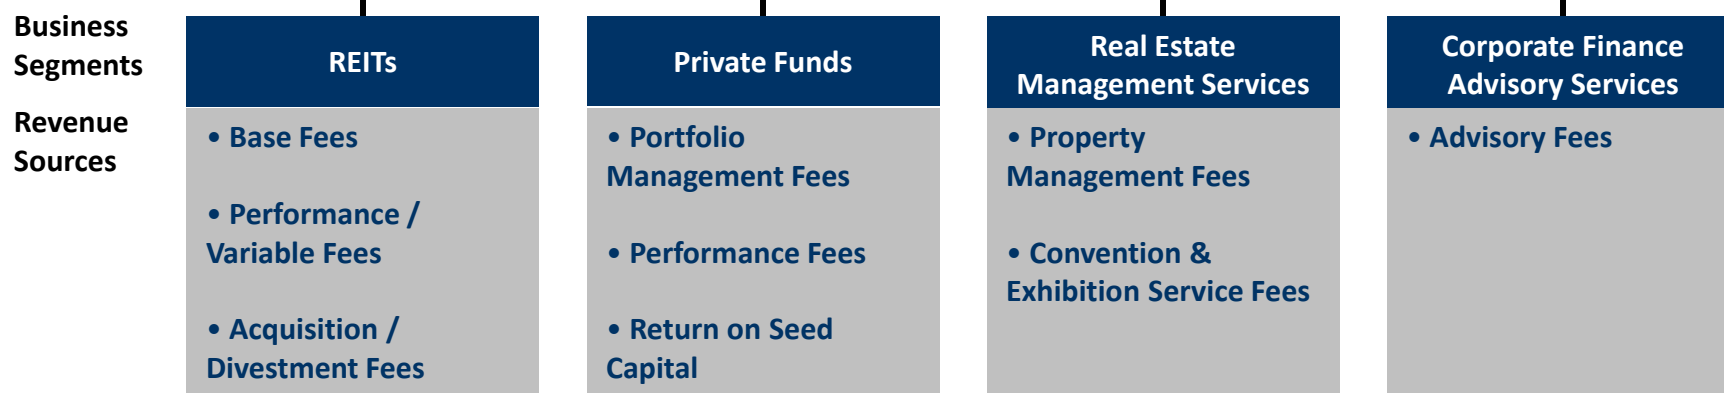 Business
Segments
REITs
Private Funds
Real Estate
Management Services
Corporate Finance
Advisory Services
Revenue
Sources
• Base Fees
• Performance /
Variable Fees
• Acquisition /
Divestment Fees
• Portfolio
Management Fees
• Performance Fees
• Return on Seed
Capital
• Property
Management Fees
• Convention &
Exhibition Service Fees
• Advisory Fees